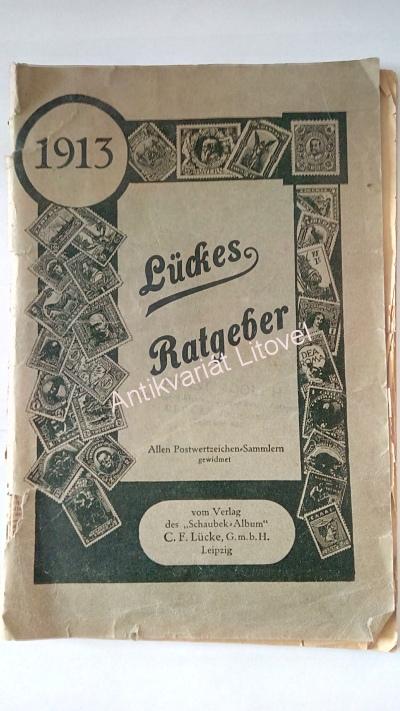 1913
Lückes
Ratgeber
Antikvariát Litovel
Allen Postwertzeichen-Sammlern
gewidmet
vom Verlag
des „Schaubek-Album“
C. F. Lücke, G.m.b.H.
Leipzig